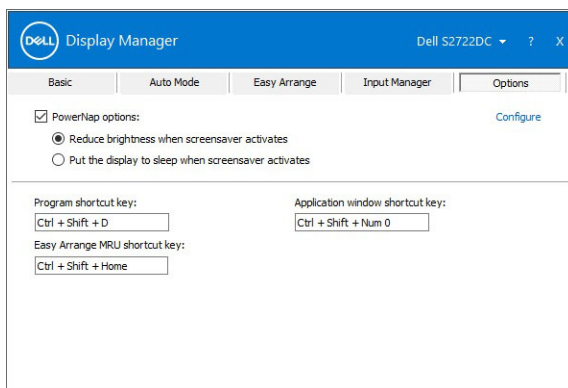 DELL Display Manager Dell S2722DC ? X
Basic Auto Mode Easy Arrange Input Manager Options
PowerNap options: Configure
Reduce brightness when screensaver activates
Put the display to sleep when screensaver activates
Program shortcut key: Application window shortcut key:
Ctrl + Shift + D Ctrl + Shift + Num 0
Easy Arrange MRU shortcut key:
Ctrl + Shift + Home